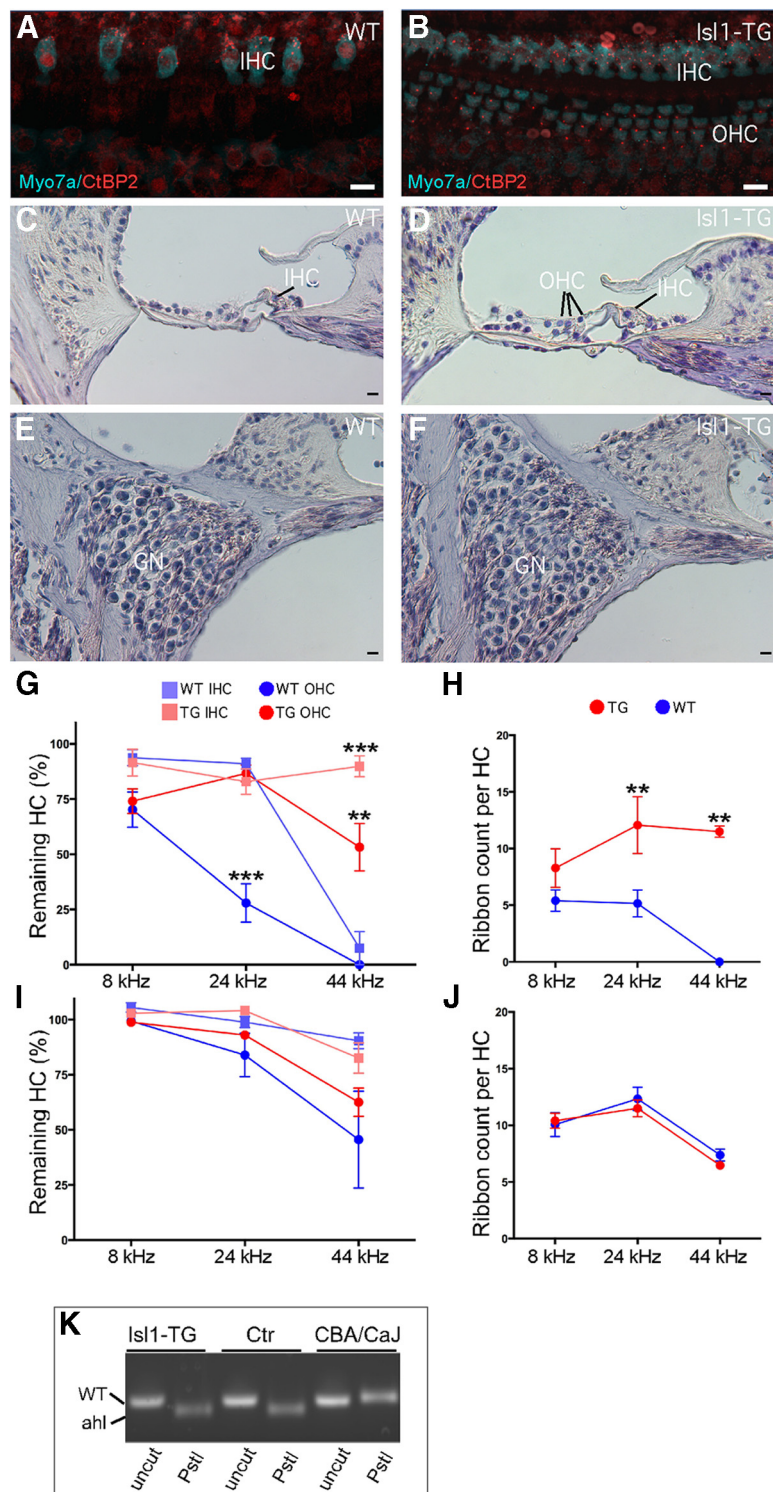 A WT
IHC
Myo7a/CtBP2
B Isl1-TG
IHC
OHC
Myo7a/CtBP2
C WT
IHC
D Isl1-TG
OHC IHC
E WT
GN
F Isl1-TG
GN
G
WT IHC WT OHC
TG IHC TG OHC
Remaining HC (%)
100
75
50
25
0
***
**
***
8 kHz 24 kHz 44 kHz
H
TG WT
Ribbon count per HC
20
15
10
5
0
** **
8 kHz 24 kHz 44 kHz
I
Remaining HC (%)
100
75
50
25
0
8 kHz 24 kHz 44 kHz
J
Ribbon count per HC
20
15
10
5
0
8 kHz 24 kHz 44 kHz
K
Isl1-TG Ctr CBA/CaJ
WT
ahl
uncut PstI uncut PstI uncut PstI